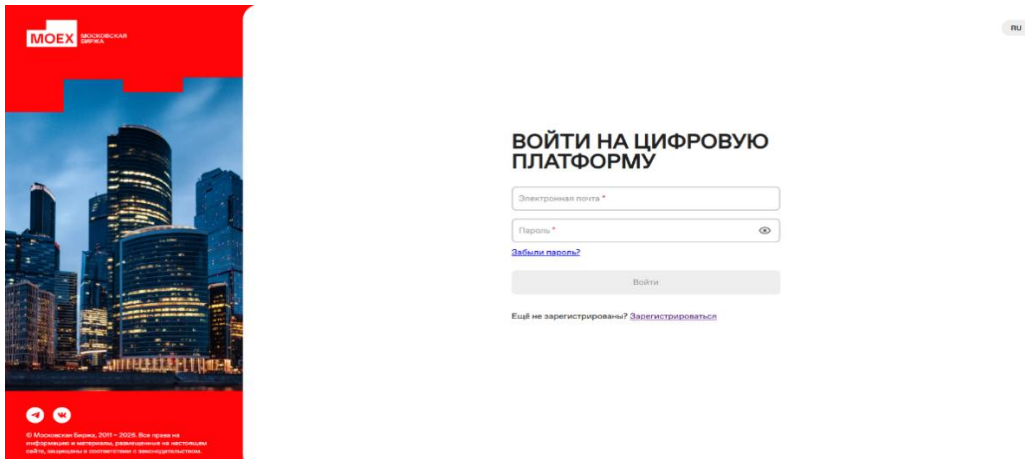 MOEX МОСКОВСКАЯ
БИРЖА
RU
ВОЙТИ НА ЦИФРОВУЮ
ПЛАТФОРМУ
Электронная почта *
Пароль *
Забыли пароль?
Войти
Ещё не зарегистрированы? Зарегистрироваться
© Московская Биржа, 2011 – 2026. Все права на
информацию и материалы, размещенные на настоящем
сайте, защищены в соответствии с законодательством.